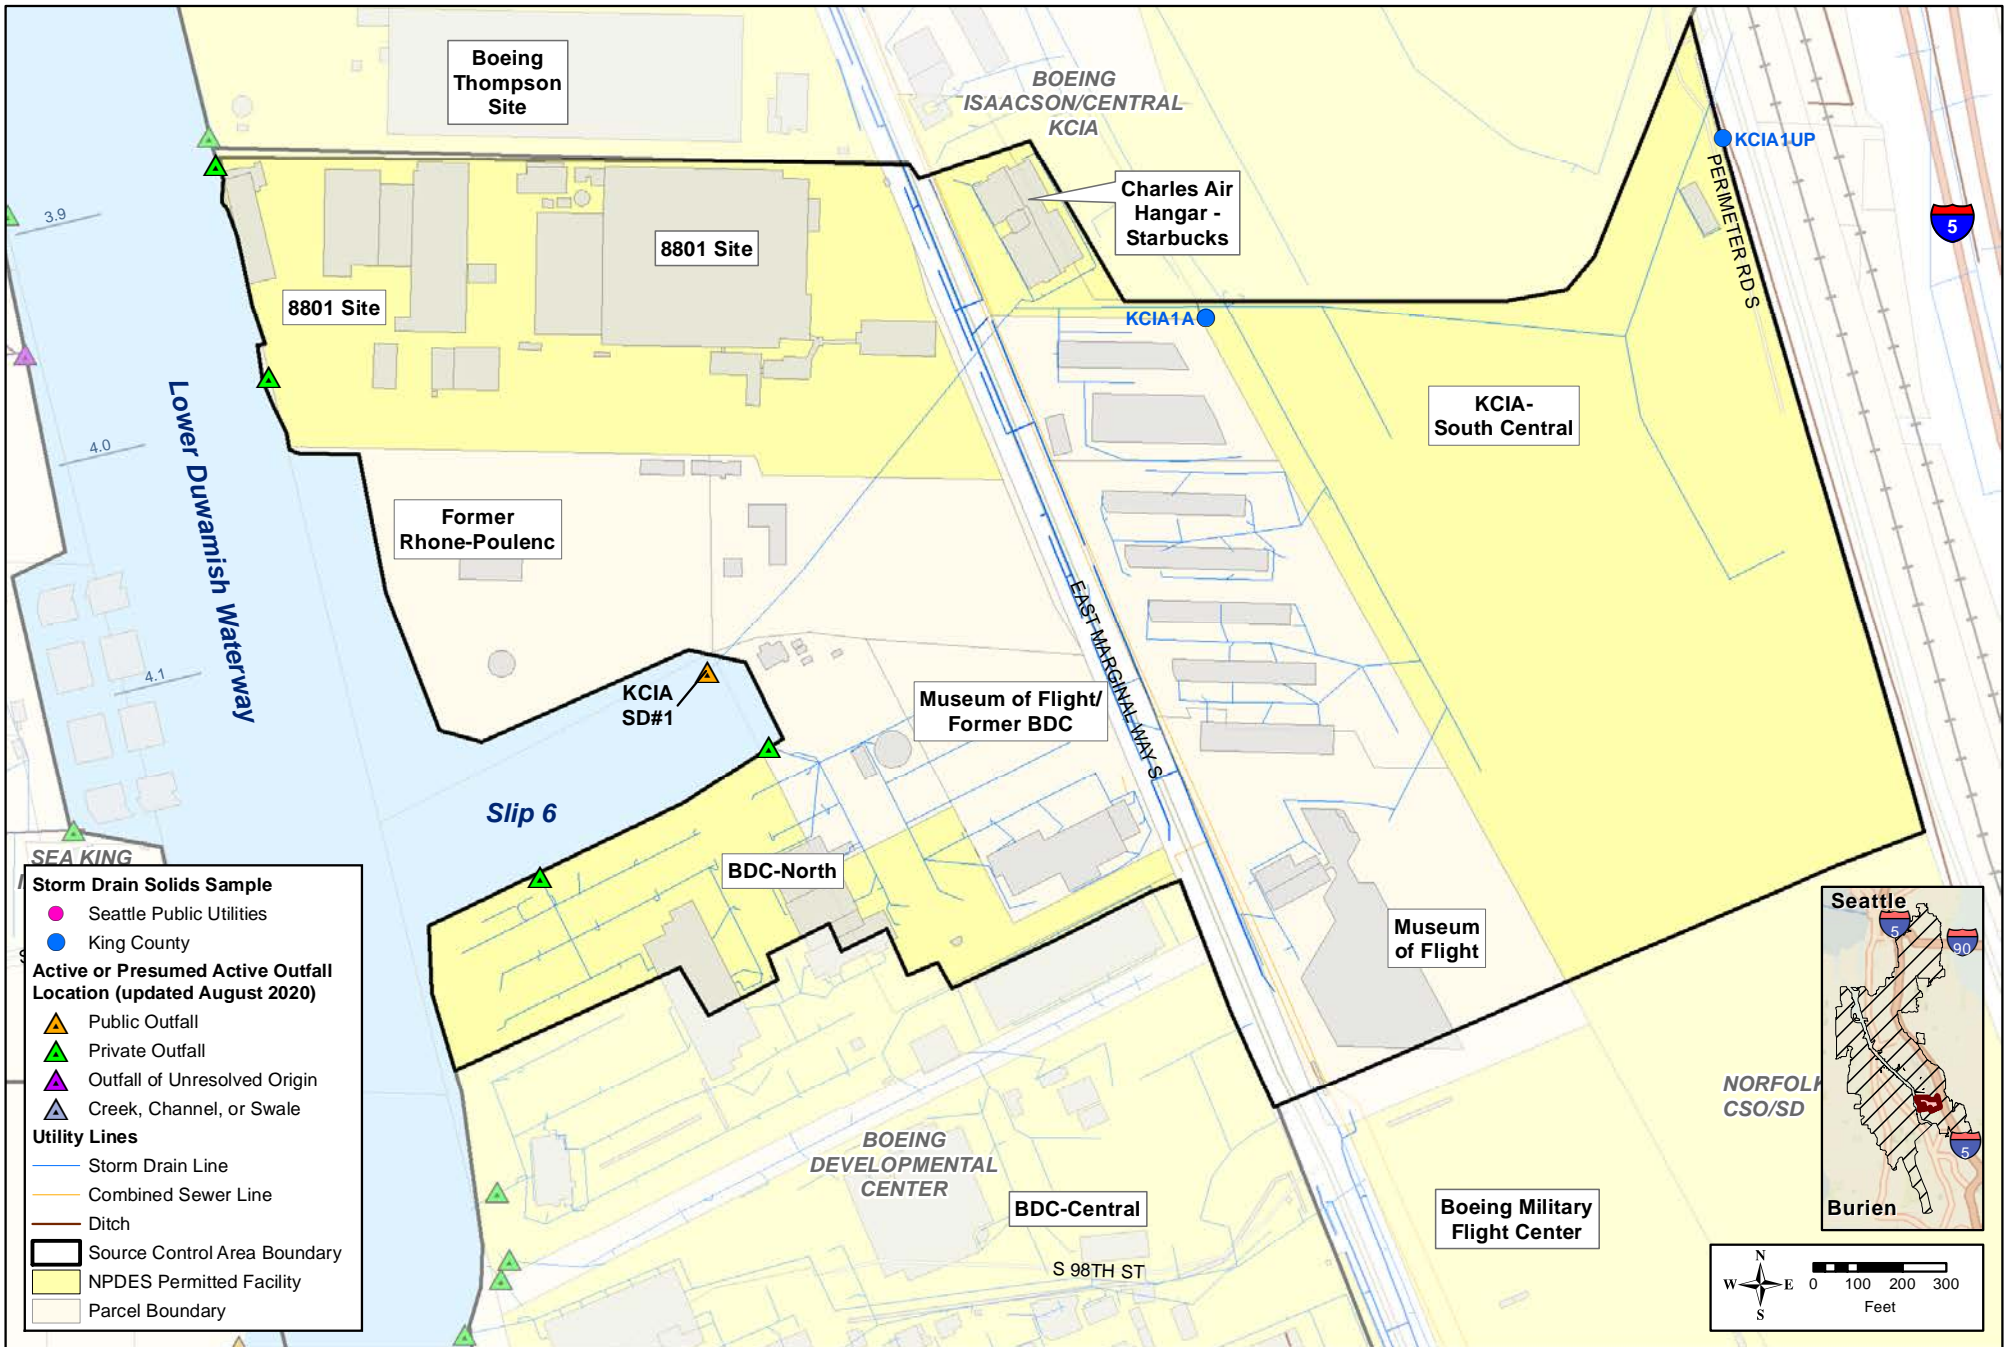 Boeing
Thompson
Site
BOEING
ISAACSON/CENTRAL
KCIA
KCIA1UP
PERIMETER RD S
5
Charles Air
Hangar -
Starbucks
3.9
8801 Site
8801 Site
KCIA1A
KCIA-
South Central
Lower Duwamish Waterway
4.0
Former
Rhone-Poulenc
EAST MARGINAL WAY S
4.1
KCIA
SD#1
Museum of Flight/
Former BDC
Slip 6
SEA KING
BDC-North
Museum
of Flight
Storm Drain Solids Sample
Seattle Public Utilities
King County
Active or Presumed Active Outfall
Location (updated August 2020)
Public Outfall
Private Outfall
Outfall of Unresolved Origin
Creek, Channel, or Swale
Utility Lines
Storm Drain Line
Combined Sewer Line
Ditch
Source Control Area Boundary
NPDES Permitted Facility
Parcel Boundary
BOEING
DEVELOPMENTAL
CENTER
BDC-Central
S 98TH ST
Boeing Military
Flight Center
NORFOLK
CSO/SD
Seattle
5
90
5
Burien
N
W E
S
0 100 200 300
Feet